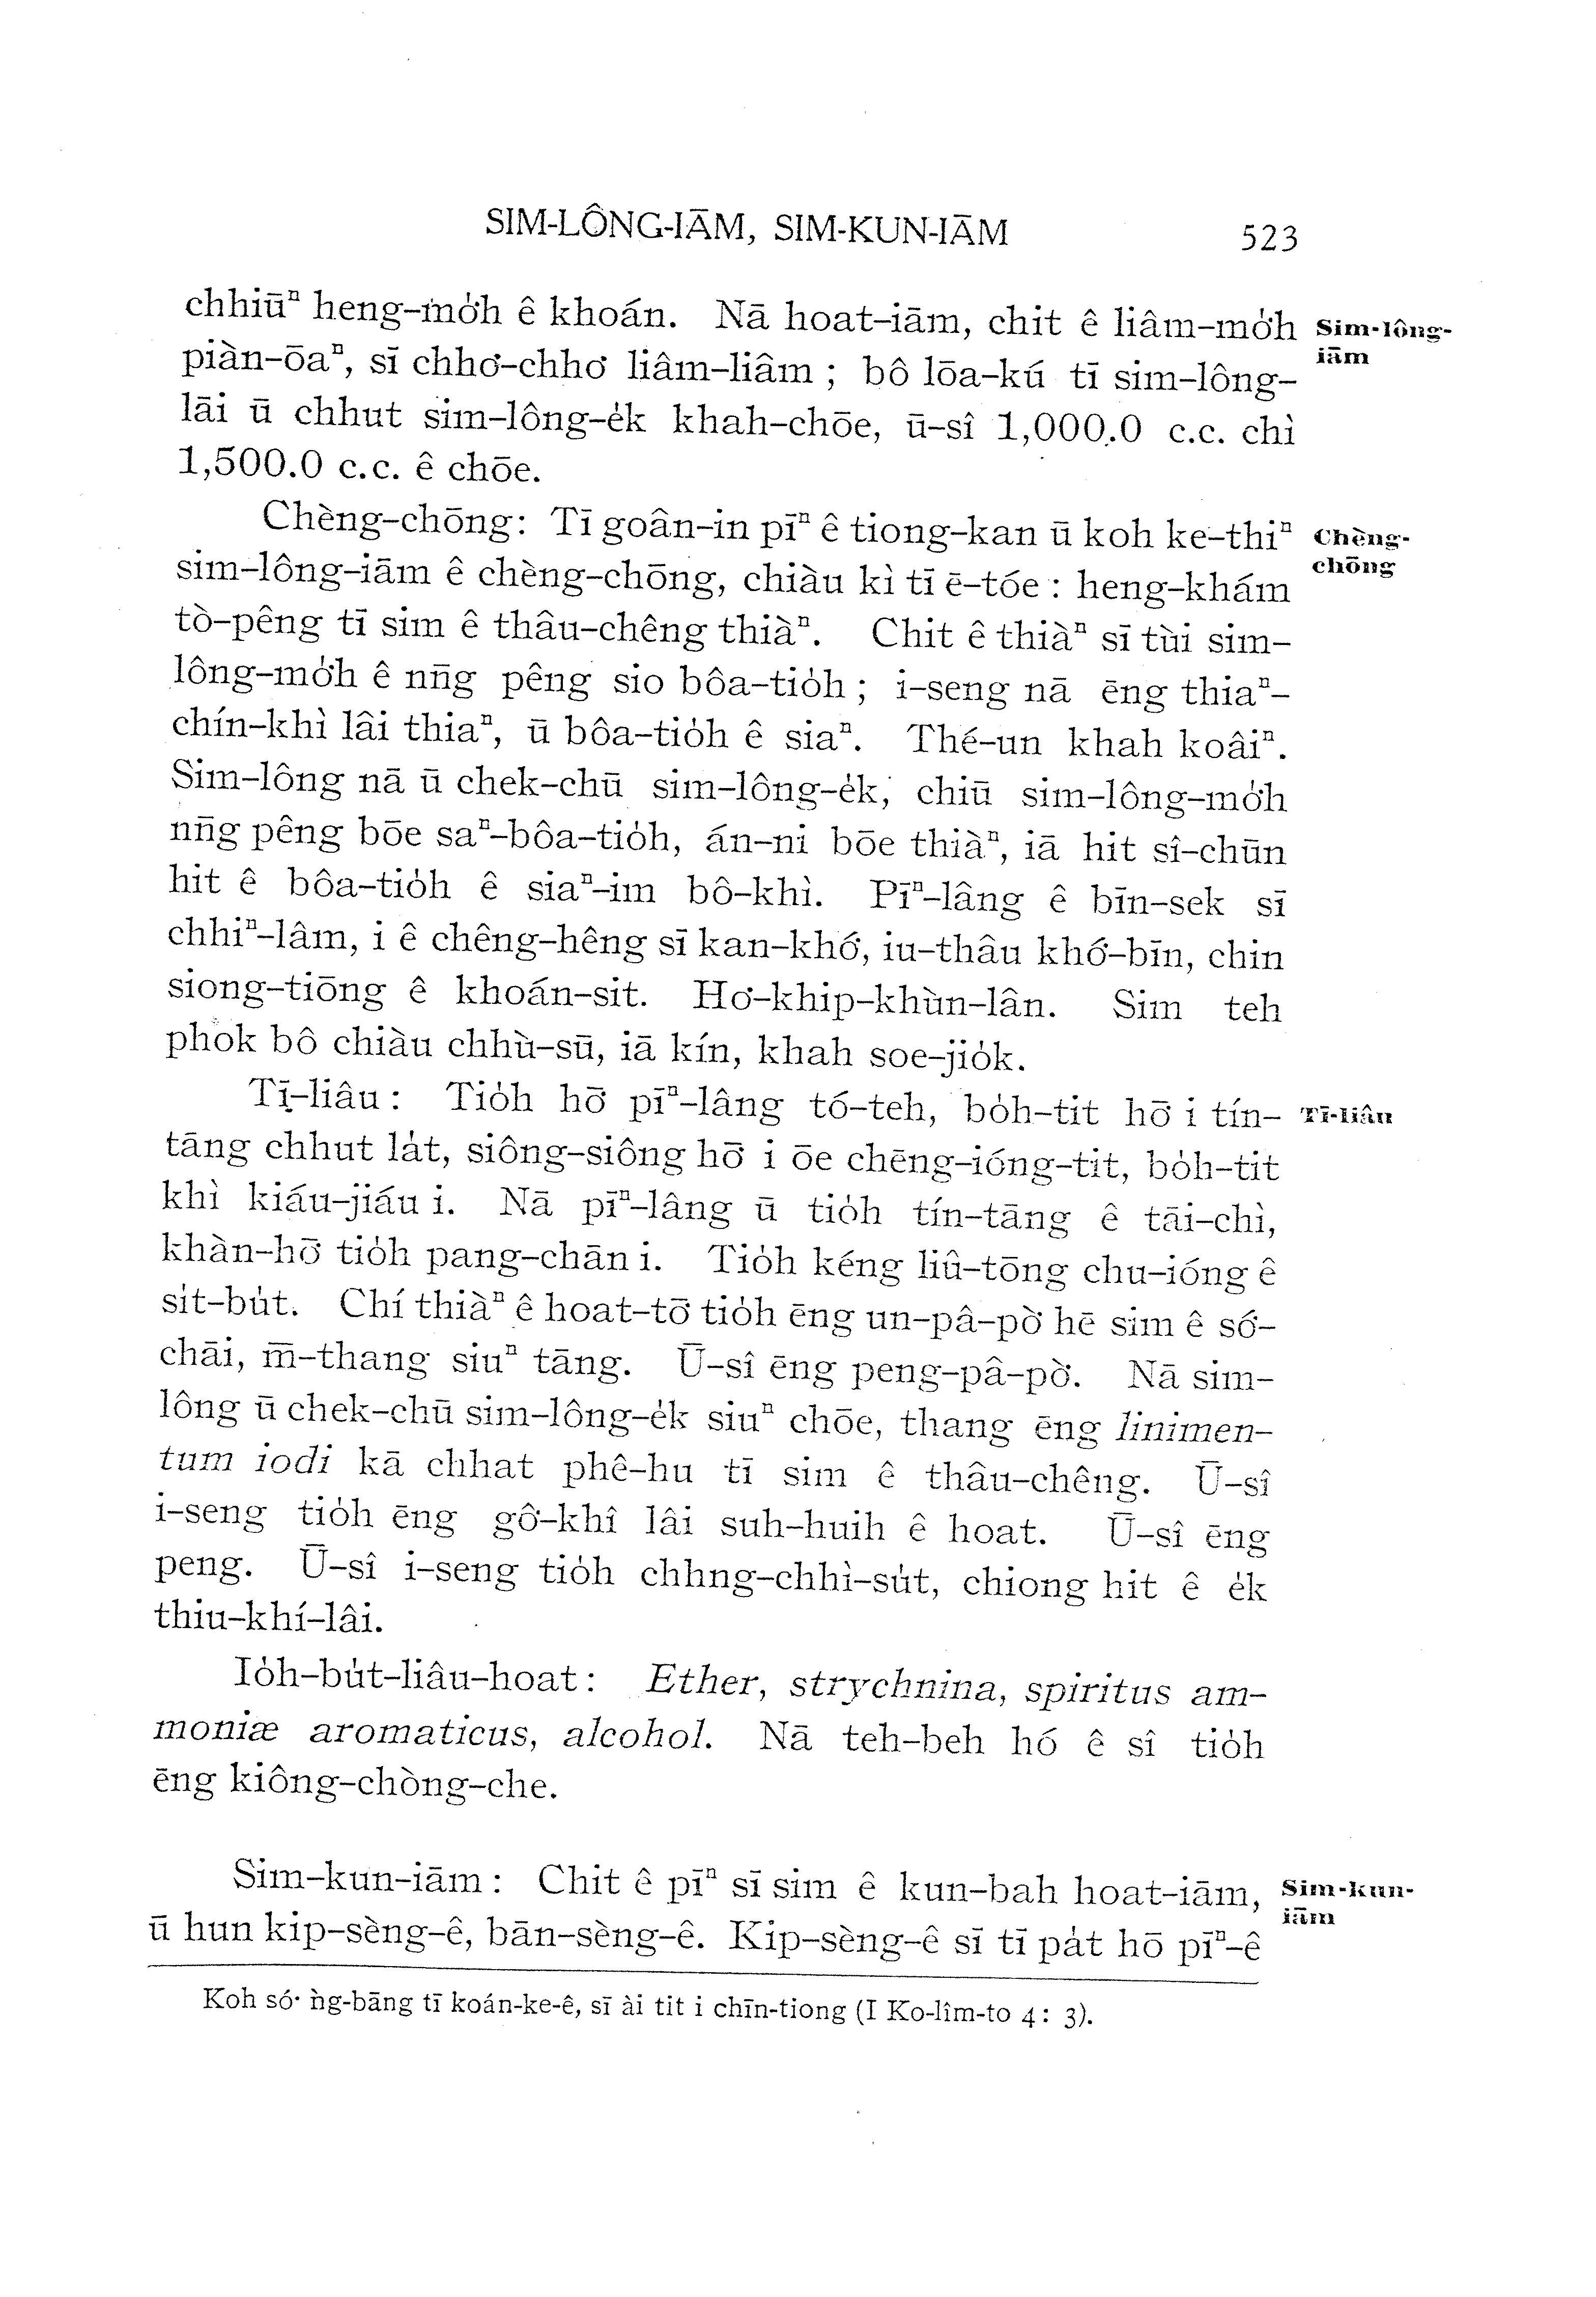 SIM-LÔNG-IĀM, SIM-KUN-IĀM 523
chhiūⁿ heng-mo̍͘h ê khoán. Nā hoat-iām, chit ê liâm-mo̍͘h
Sim-lông-
iām
piàn-ōaⁿ, sī chho͘-chho͘ liâm-liâm ; bô lōa-kú tī sim-lông-
lāi ū chhut sim-lông-e̍k khah-chōe, ū-sî 1,000.0 c.c. chì
1,500.0 c.c. ê chōe.
Chèng-chōng: Tī goân-in pīⁿ ê tiong-kan ū koh ke-thiⁿ
Chèng-
chōng
sim-lông-iām ê chèng-chōng, chiàu kì tī ē-tóe : heng-khám
tò-pêng tī sim ê thâu-chêng thiàⁿ. Chit ê thiàⁿ sī tùi sim-
lông-mo̍͘h ê nn̄g pêng sio bôa-tio̍h ; i-seng nā ēng thiaⁿ-
chín-khì lâi thiaⁿ, ū bôa-tio̍h ê siaⁿ. Thé-un khah koâiⁿ.
Sim-lông nā ū chek-chū sim-lông-e̍k, chiū sim-lông-mo̍͘h
nn̄g pêng bōe saⁿ-bôa-tio̍h, án-ni bōe thiàⁿ, iā hit sî-chūn
hit ê bôa-tio̍h ê siaⁿ-im bô-khì. Pīⁿ-lâng ê bīn-sek sī
chhiⁿ-lâm, i ê chêng-hêng sī kan-khó͘, iu-thâu khó͘-bīn, chin
siong-tiōng ê khoán-sit. Ho͘-khip-khùn-lân. Sim teh
phok bô chiàu chhù-sū, iā kín, khah soe-jio̍k.
Tī-liâu : Tio̍h hō͘ pīⁿ-lâng tó-teh, bo̍h-tit hō͘ i tín-
Tī-liâu
tāng chhut la̍t, siông-siông hō͘ i ōe chēng-ióng-tit, bo̍h-tit
khì kiáu-jiáu i. Nā pīⁿ-lâng ū tio̍h tín-tāng ê tāi-chì,
khàn-hō͘ tio̍h pang-chān i. Tio̍h kéng liû-tōng chu-ióng ê
si̍t-bu̍t. Chí thiàⁿ ê hoat-tō͘ tio̍h ēng un-pâ-pò͘ hē sim ê só͘-
chāi, m̄-thang siuⁿ tāng. Ū-sî ēng peng-pâ-pò͘. Nā sim-
lông ū chek-chū sim-lông-e̍k siuⁿ chōe, thang ēng linimen-
tum iodi kā chhat phê-hu tī sim ê thâu-chêng. Ū-sî
i-seng tio̍h ēng gô͘-khî lâi suh-huih ê hoat. Ū-sî ēng
peng. Ū-sî i-seng tio̍h chhng-chhì-su̍t, chiong hit ê e̍k
thiu-khí-lâi.
Io̍h-bu̍t-liâu-hoat : Ether, strychnina, spiritus am-
moniæ aromaticus, alcohol. Nā teh-beh hó ê sî tio̍h
ēng kiông-chòng-che.
Sim-kun-iām : Chit ê pīⁿ sī sim ê kun-bah hoat-iām,
Sim-kun-
iām
ū hun kip-sèng-ê, bān-sèng-ê. Kip-sèng-ê sī tī pa̍t hō pīⁿ-ê
Koh só͘ ǹg-bāng tī koán-ke-ê, sī ài tit i chīn-tiong (I Ko-lîm-to 4 : 3).